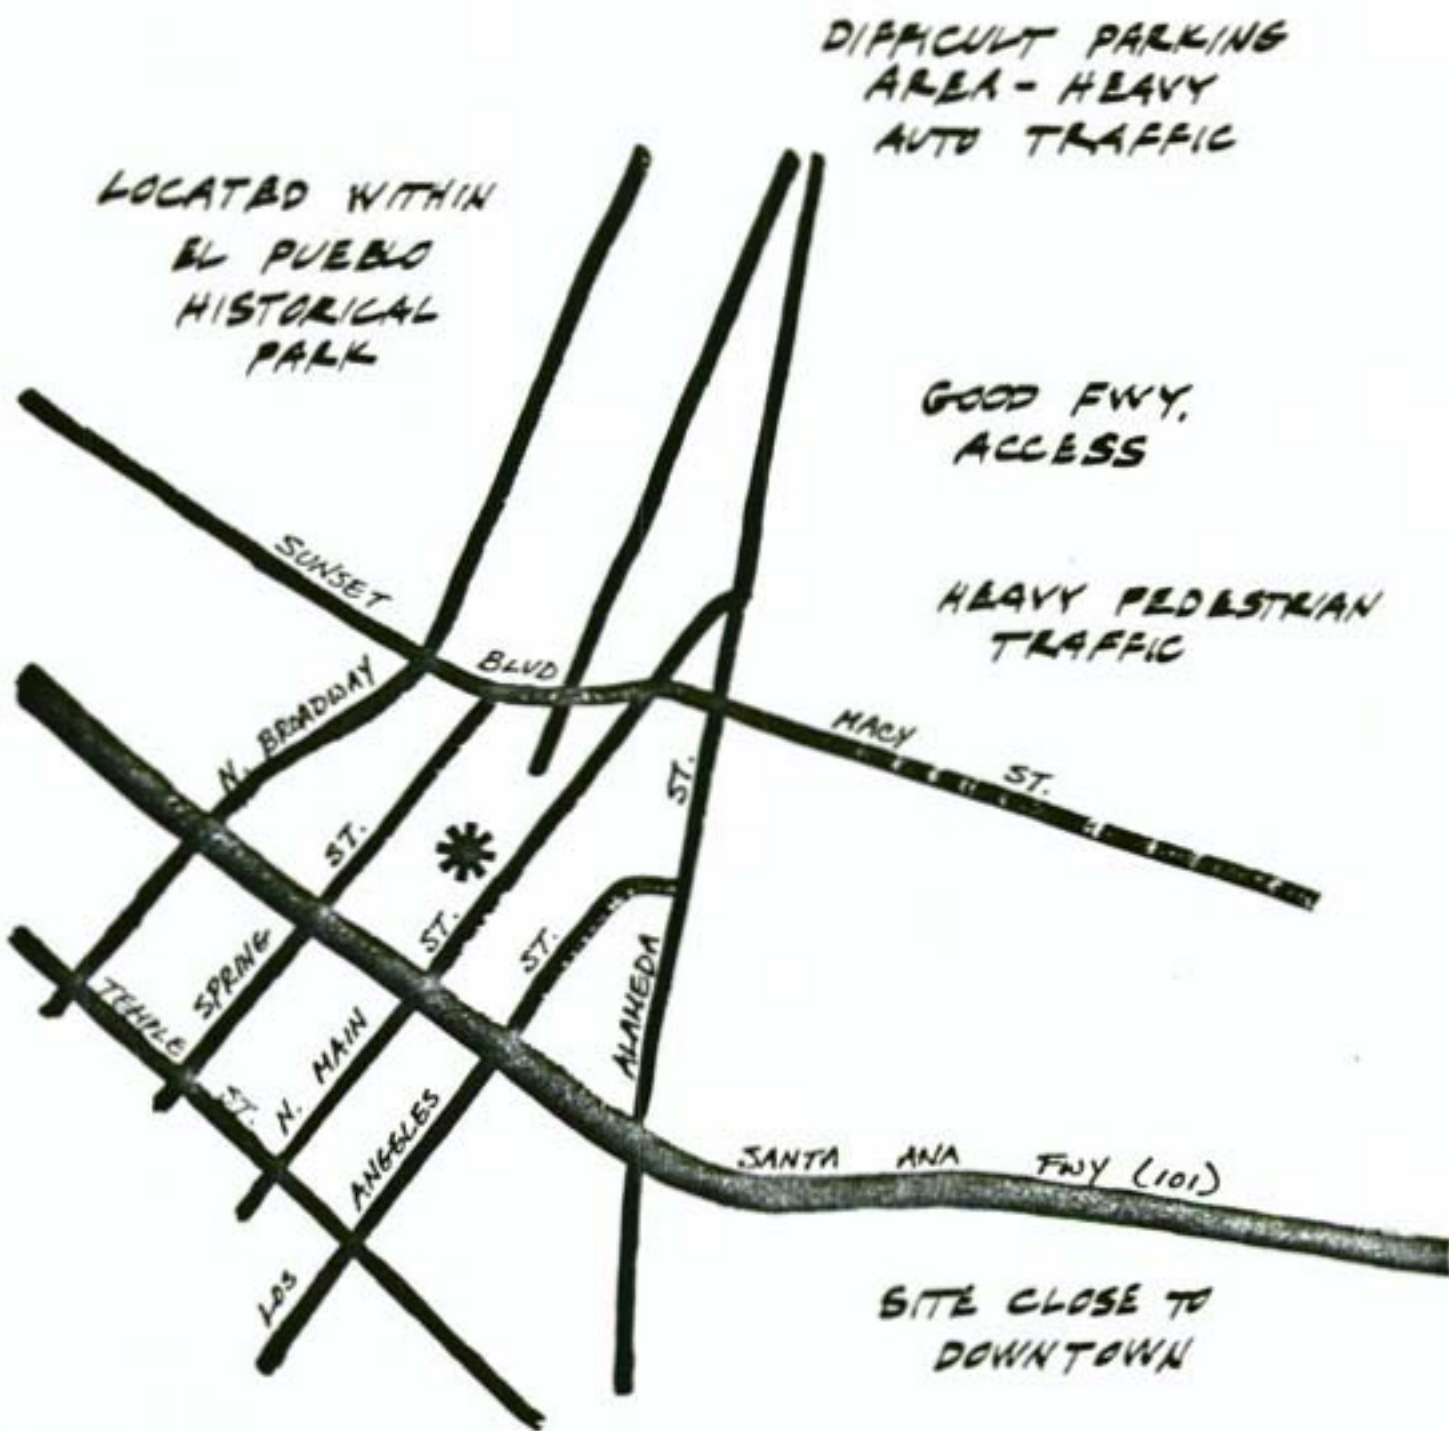 DIFFICULT PARKING
AREA - HEAVY
AUTO TRAFFIC
LOCATED WITHIN
EL PUEBLO
HISTORICAL
PARK
GOOD FWY.
ACCESS
HEAVY PEDESTRIAN
TRAFFIC
SUNSET BLVD
MACY ST.
N. BROADWAY
SPRING ST.
N. MAIN ST.
LOS ANGELES ST.
ALAMEDA ST.
TEMPLE ST.
SANTA ANA FWY (101)
SITE CLOSE TO
DOWNTOWN